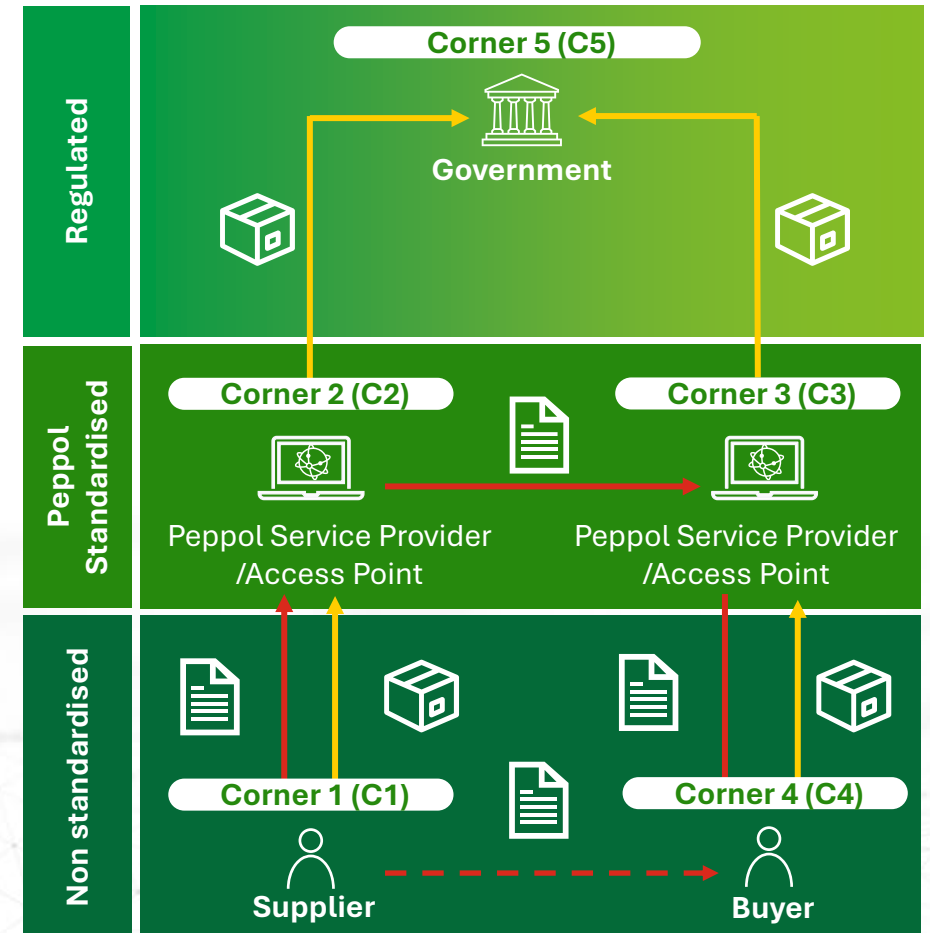 Regulated
Corner 5 (C5)
Government
Peppol
Standardised
Corner 2 (C2)
Corner 3 (C3)
Peppol Service Provider
/Access Point
Peppol Service Provider
/Access Point
Non standardised
Corner 1 (C1)
Corner 4 (C4)
Supplier
Buyer